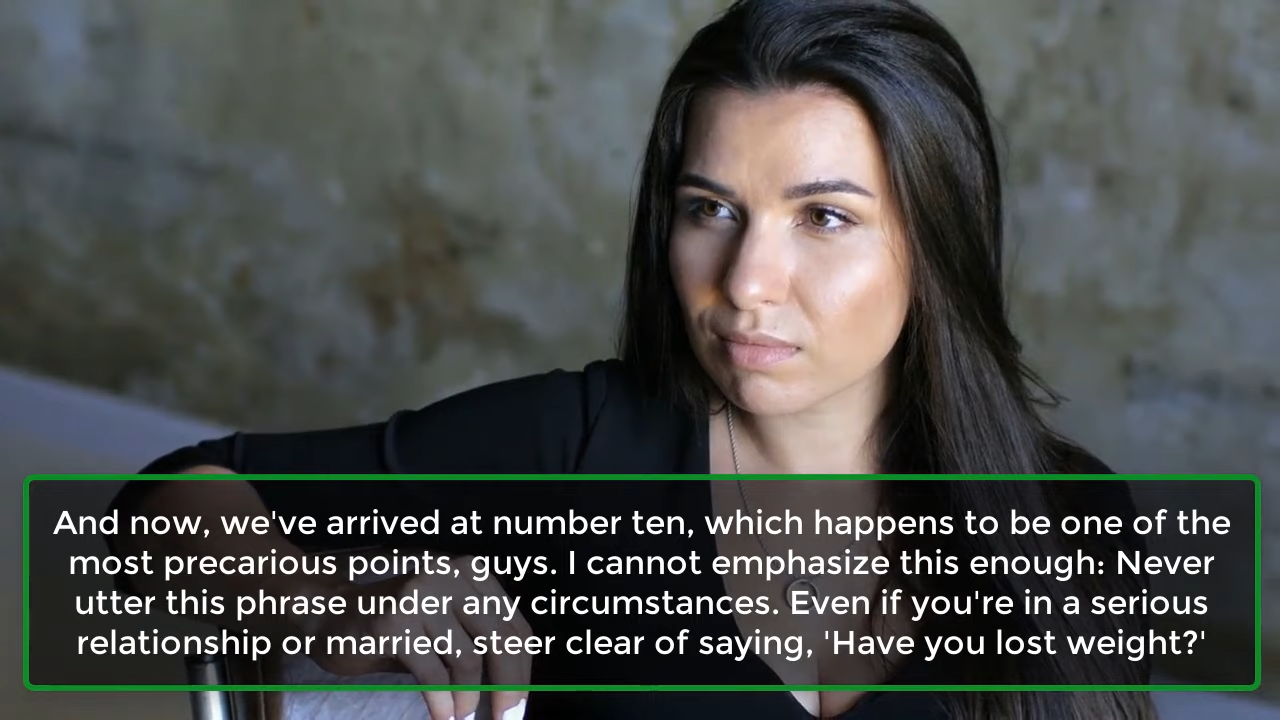 And now, we've arrived at number ten, which happens to be one of the
most precarious points, guys. I cannot emphasize this enough: Never
utter this phrase under any circumstances. Even if you're in a serious
relationship or married, steer clear of saying, 'Have you lost weight?'